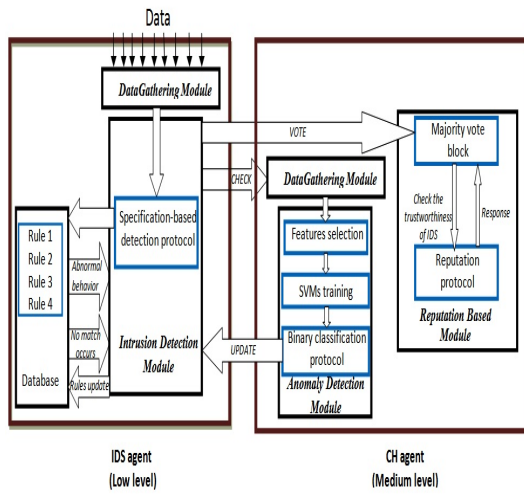 Data
DataGathering Module
VOTE
Majority vote
block
CHECK
DataGathering Module
Check the
trustworthiness
of IDS
Response
Specification-based
detection protocol
Features selection
Rule 1
Rule 2
Rule 3
Rule 4
Abnormal
behavior
Reputation
protocol
SVMs training
Reputation Based
Module
No match
occurs
Intrusion Detection
Module
UPDATE
Binary classification
protocol
Database
Rules update
Anomaly Detection
Module
IDS agent
(Low level)
CH agent
(Medium level)